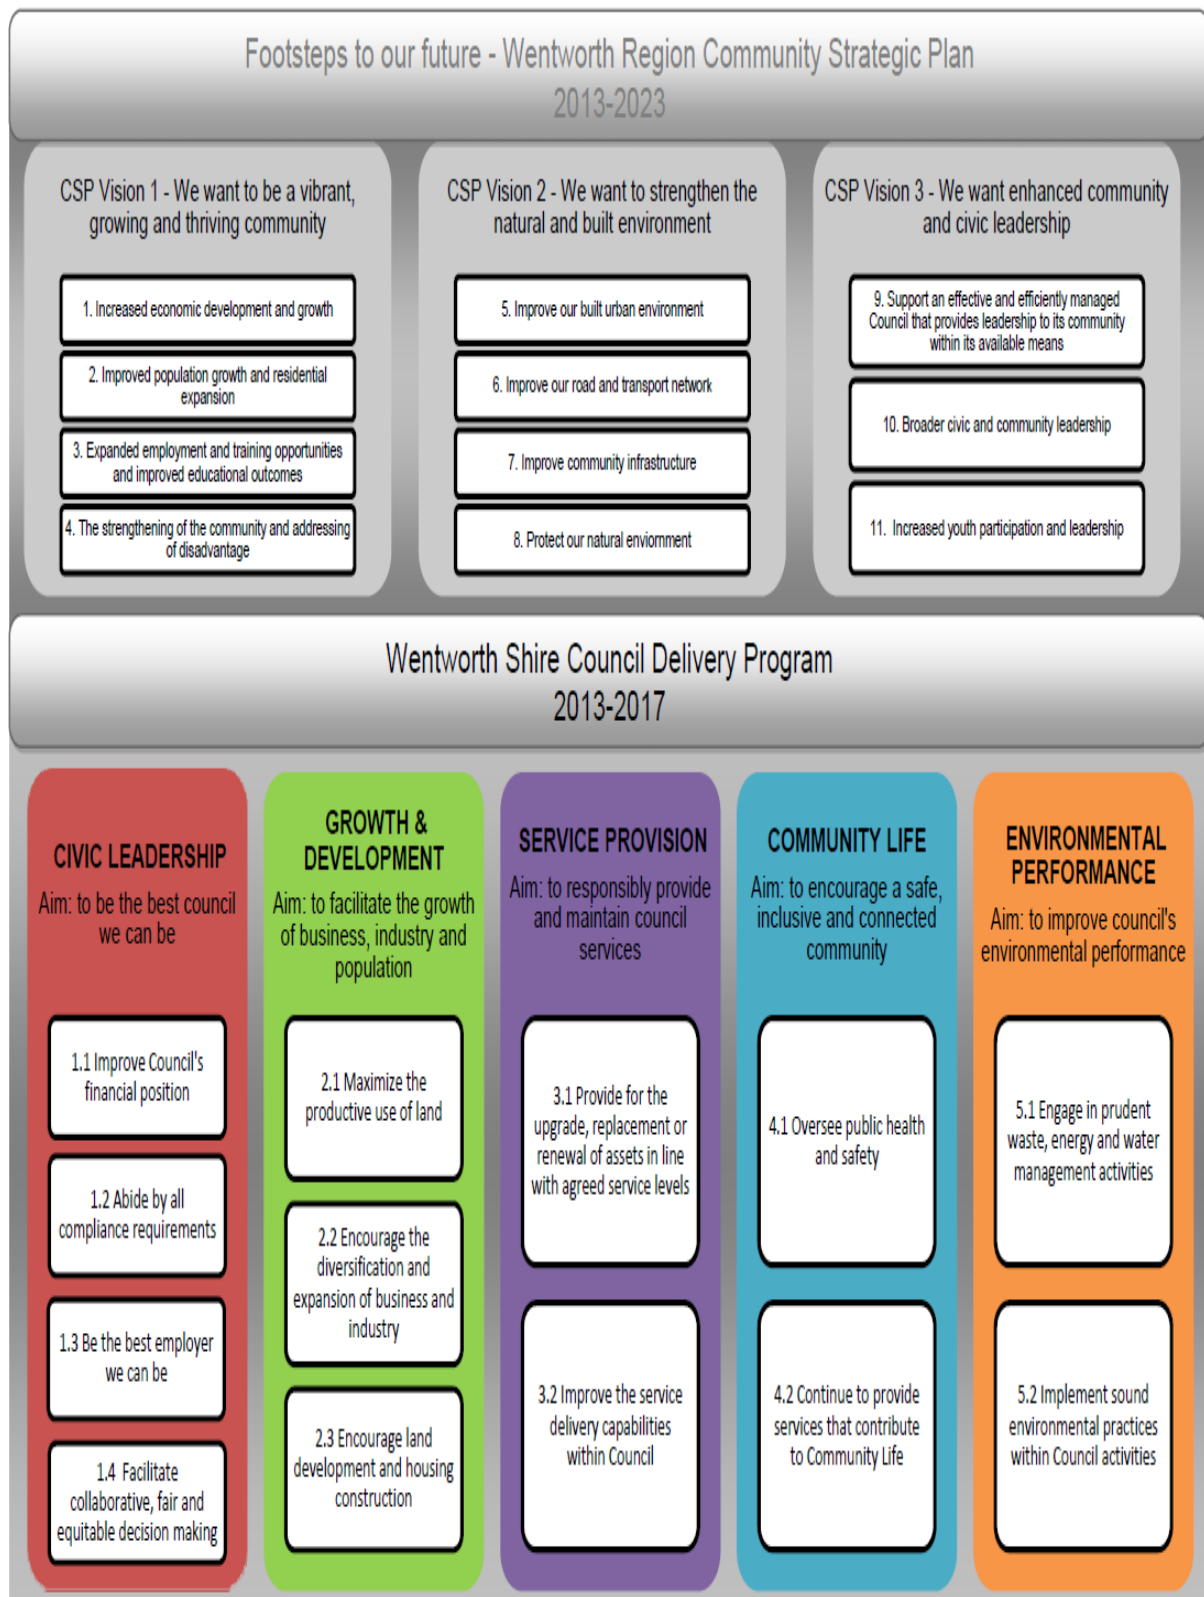 Footsteps to our future - Wentworth Region Community Strategic Plan
2013-2023
CSP Vision 1 - We want to be a vibrant,
growing and thriving community
1. Increased economic development and growth
2. Improved population growth and residential
expansion
3. Expanded employment and training opportunities
and improved educational outcomes
4. The strengthening of the community and addressing
of disadvantage
CSP Vision 2 - We want to strengthen the
natural and built environment
5. Improve our built urban environment
6. Improve our road and transport network
7. Improve community infrastructure
8. Protect our natural enviornment
CSP Vision 3 - We want enhanced community
and civic leadership
9. Support an effective and efficiently managed
Council that provides leadership to its community
within its available means
10. Broader civic and community leadership
11. Increased youth participation and leadership
Wentworth Shire Council Delivery Program
2013-2017
CIVIC LEADERSHIP
Aim: to be the best council
we can be
1.1 Improve Council's
financial position
1.2 Abide by all
compliance requirements
1.3 Be the best employer
we can be
1.4 Facilitate
collaborative, fair and
equitable decision making
GROWTH &
DEVELOPMENT
Aim: to facilitate the growth
of business, industry and
population
2.1 Maximize the
productive use of land
2.2 Encourage the
diversification and
expansion of business and
industry
2.3 Encourage land
development and housing
construction
SERVICE PROVISION
Aim: to responsibly provide
and maintain council
services
3.1 Provide for the
upgrade, replacement or
renewal of assets in line
with agreed service levels
3.2 Improve the service
delivery capabilities
within Council
COMMUNITY LIFE
Aim: to encourage a safe,
inclusive and connected
community
4.1 Oversee public health
and safety
4.2 Continue to provide
services that contribute
to Community Life
ENVIRONMENTAL
PERFORMANCE
Aim: to improve council's
environmental performance
5.1 Engage in prudent
waste, energy and water
management activities
5.2 Implement sound
environmental practices
within Council activities